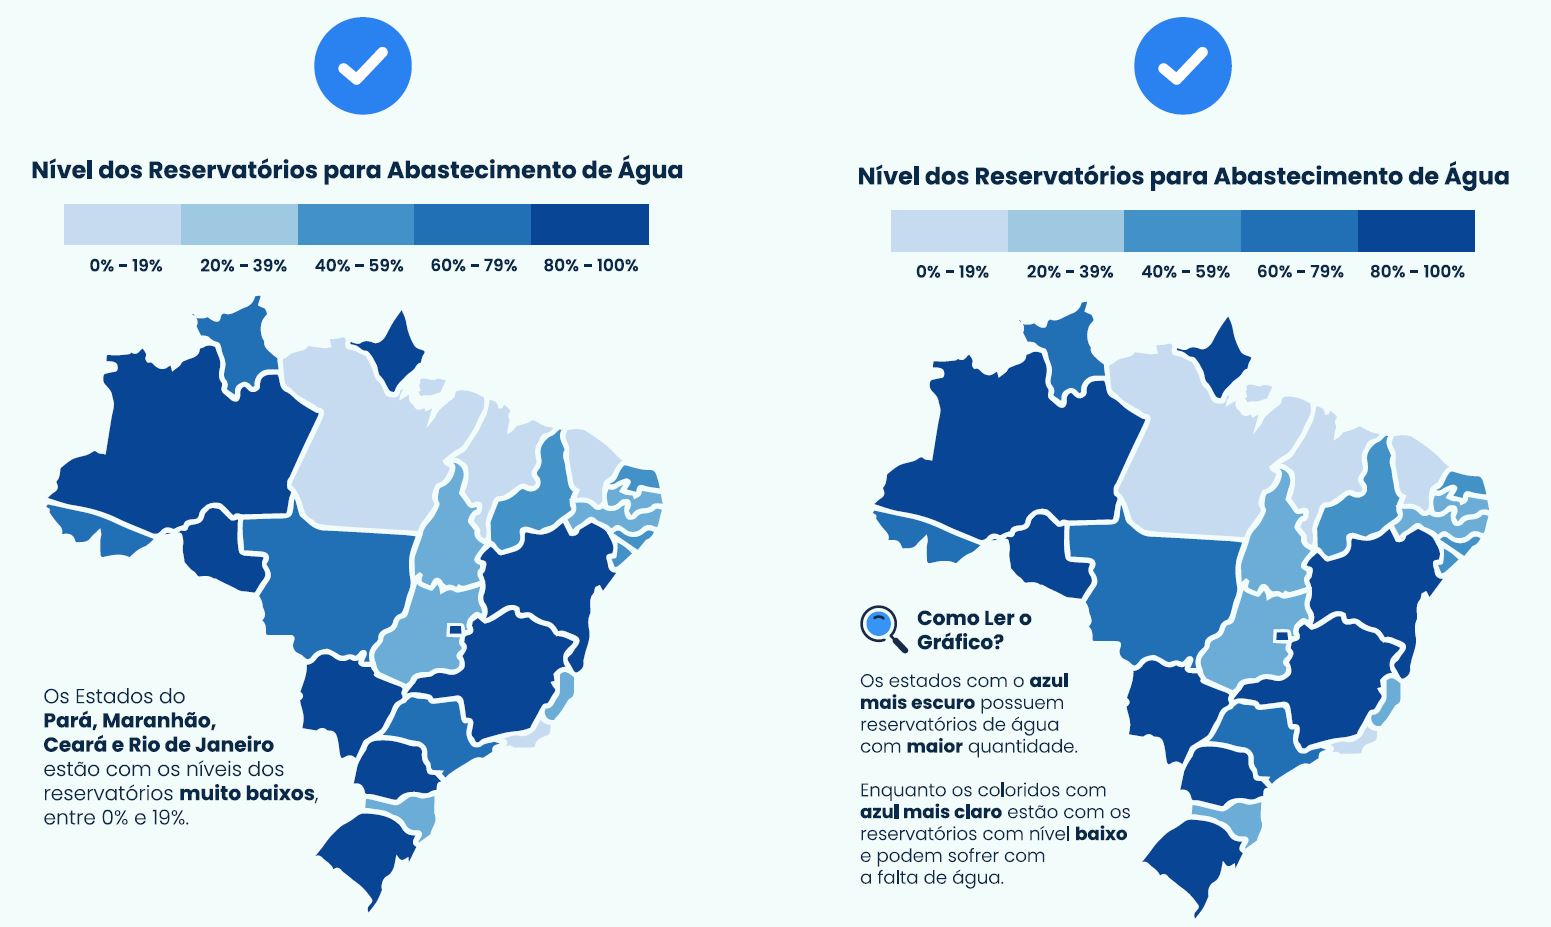 Nível dos Reservatórios para Abastecimento de Água
0% – 19%
20% – 39%
40% – 59%
60% – 79%
80% – 100%
Os Estados do
Pará, Maranhão,
Ceará e Rio de Janeiro
estão com os níveis dos
reservatórios muito baixos,
entre 0% e 19%.
Nível dos Reservatórios para Abastecimento de Água
0% – 19%
20% – 39%
40% – 59%
60% – 79%
80% – 100%
Como Ler o
Gráfico?
Os estados com o azul
mais escuro possuem
reservatórios de água
com maior quantidade.
Enquanto os coloridos com
azul mais claro estão com os
reservatórios com nível baixo
e podem sofrer com
a falta de água.